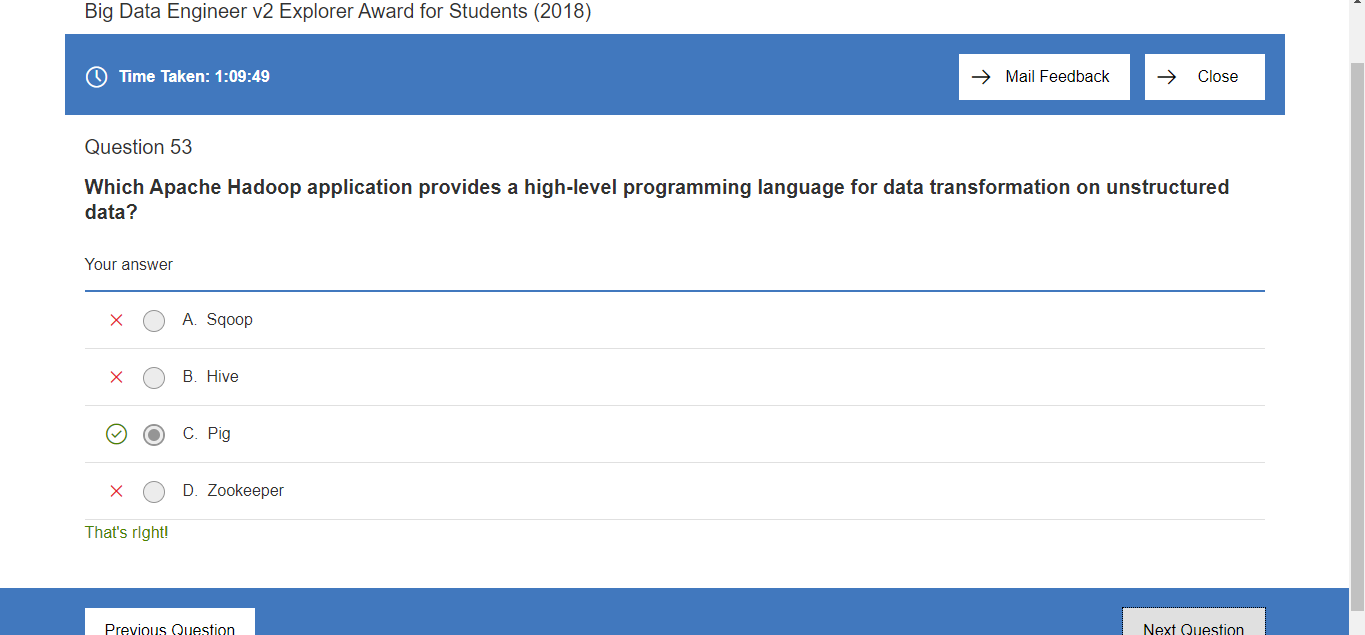 Big Data Engineer v2 Explorer Award for Students (2018)
Time Taken: 1:09:49
Mail Feedback
Close
Question 53
Which Apache Hadoop application provides a high-level programming language for data transformation on unstructured
data?
Your answer
A. Sqoop
B. Hive
C. Pig
D. Zookeeper
That's right!
Previous Question
Next Question